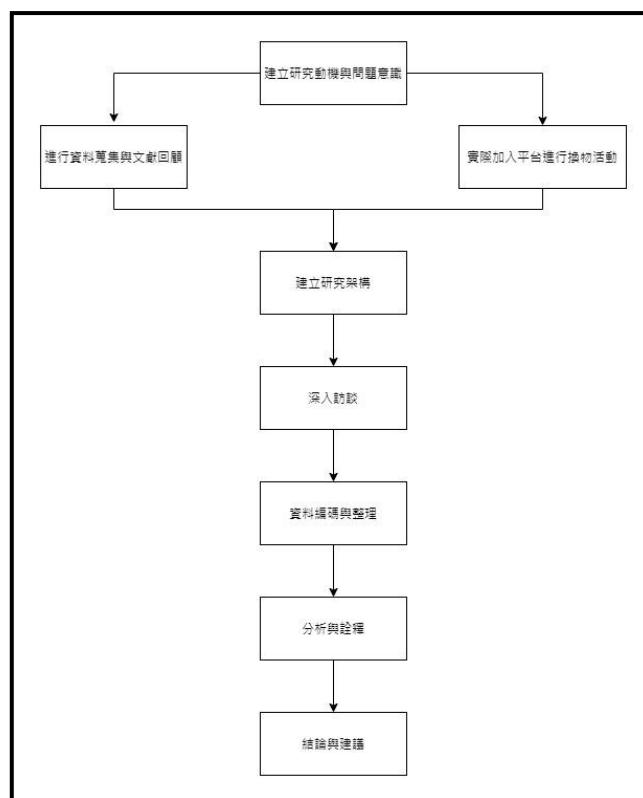 建立研究動機與問題意識
進行資料蒐集與文獻回顧
實際加入平台進行換物活動
建立研究架構
深入訪談
資料編碼與整理
分析與詮釋
結論與建議